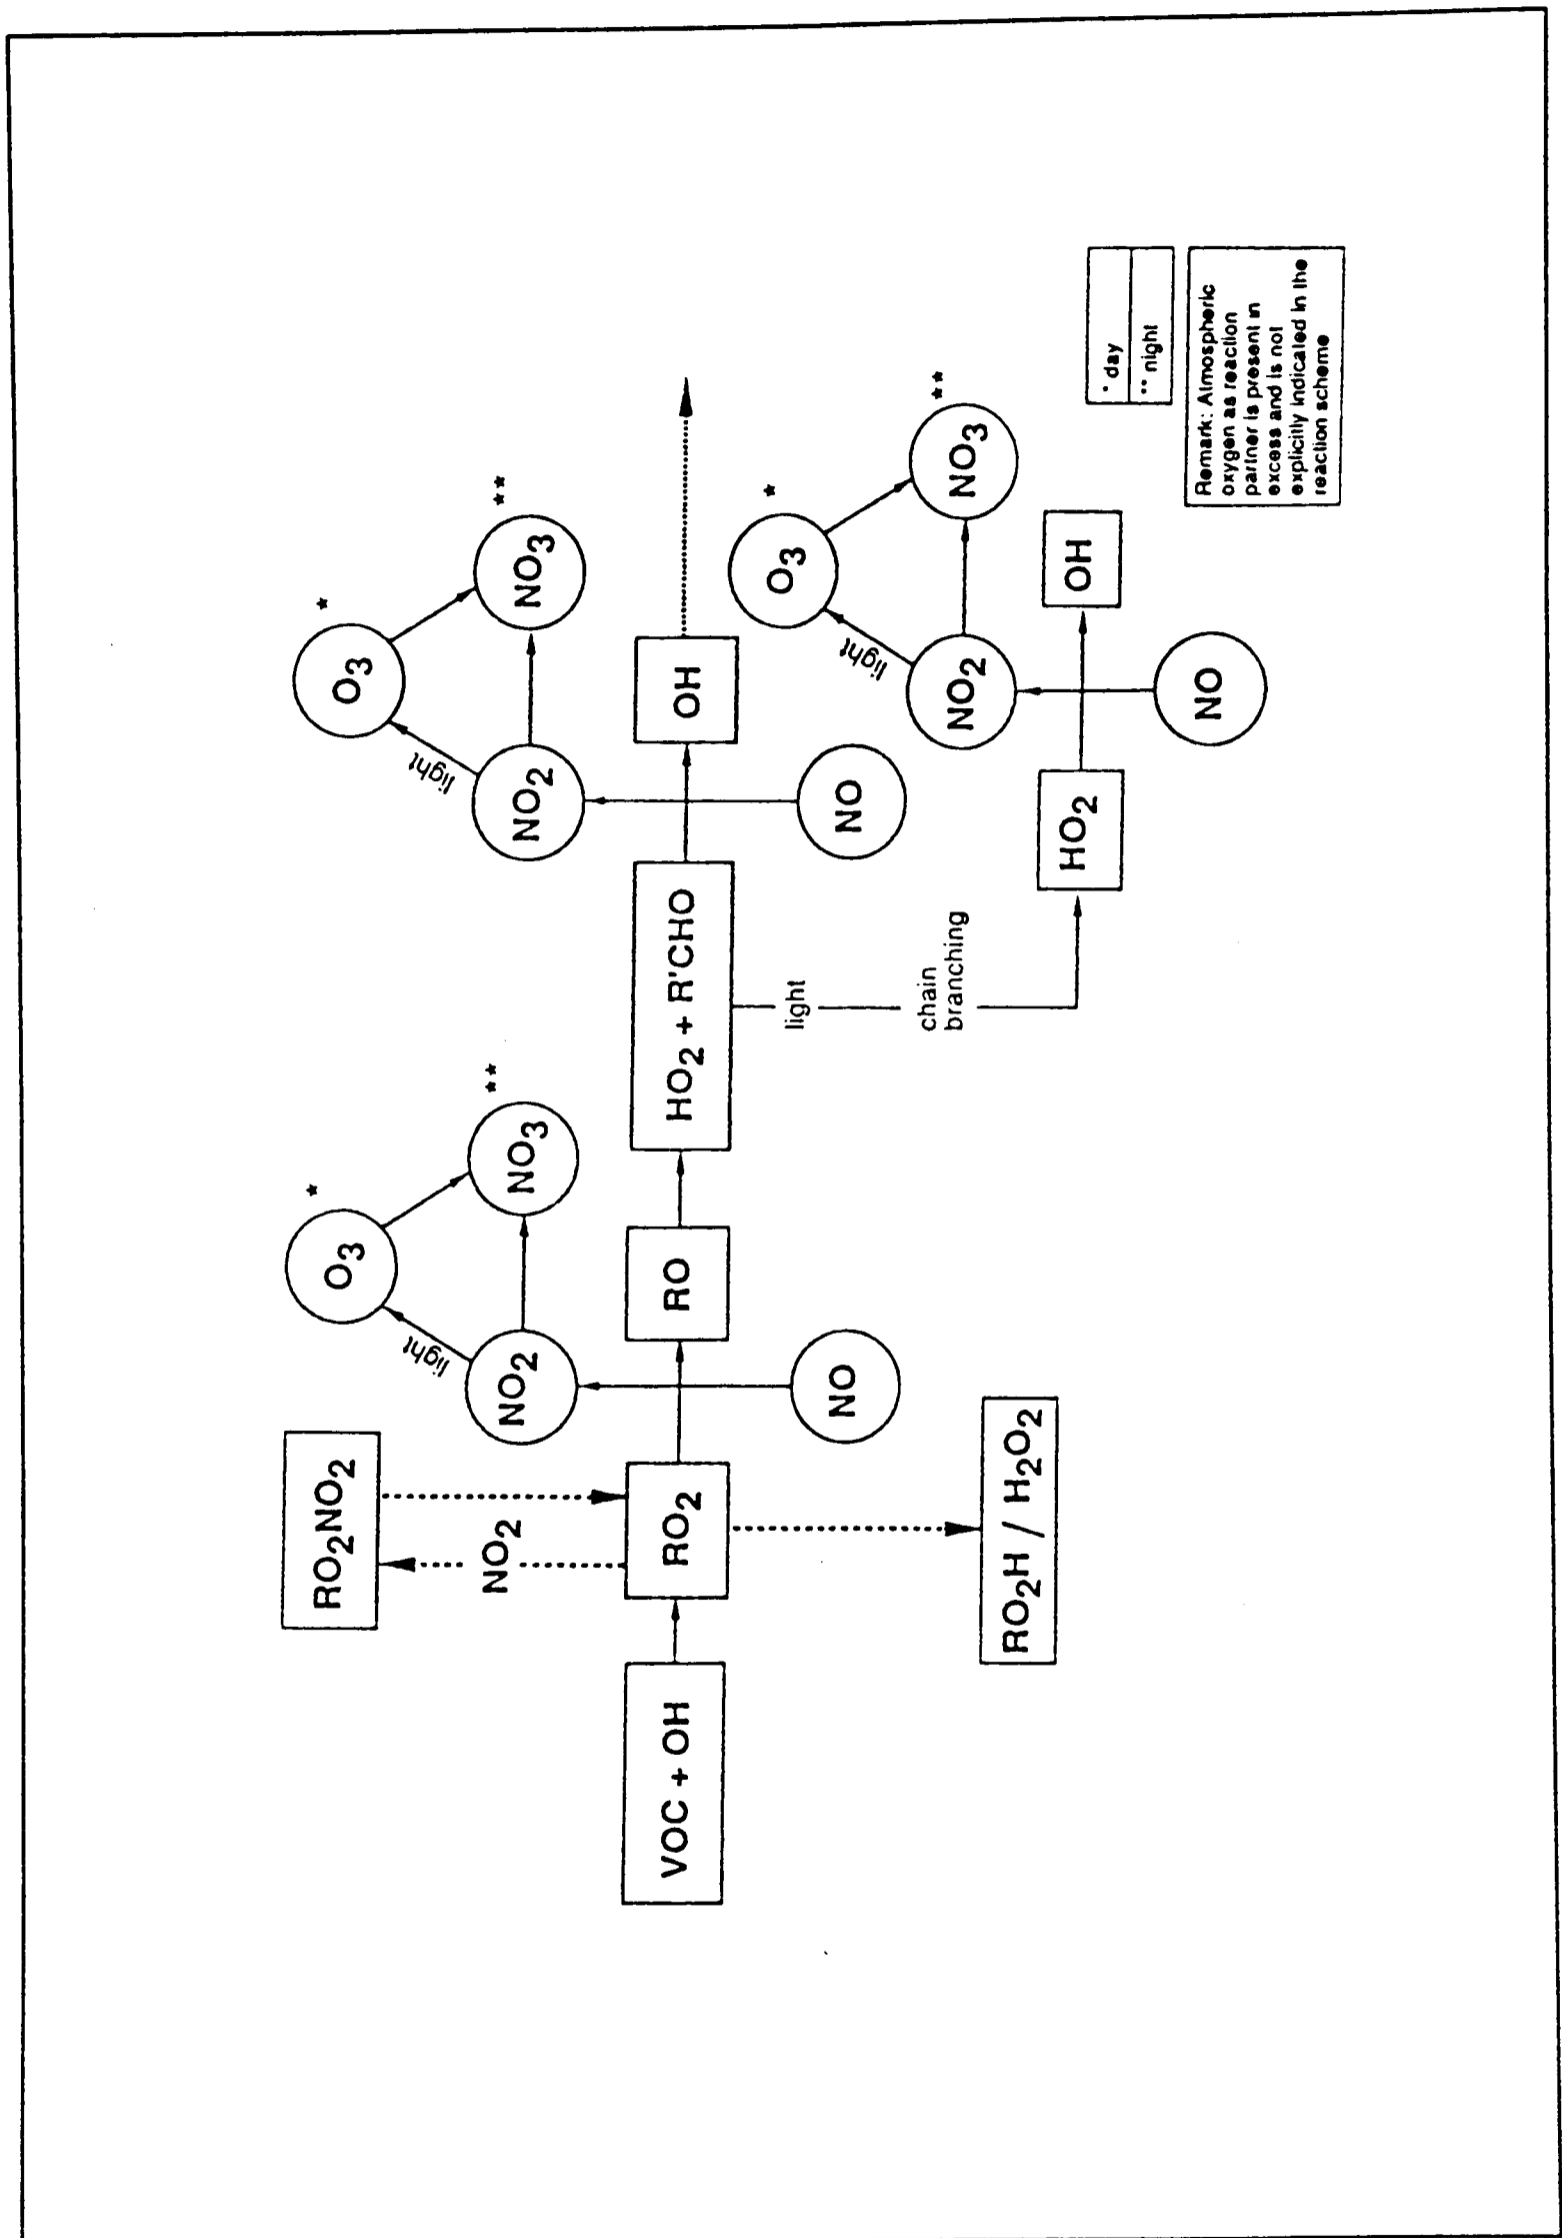 RO₂NO₂
NO₂
VOC + OH
RO₂
RO₂H / H₂O₂
NO₂
light
O₃
*
NO₃
**
NO
RO
HO₂ + R'CHO
light
chain
branching
NO₂
light
O₃
*
NO₃
**
NO
OH
HO₂
NO₂
light
O₃
*
NO₃
**
NO
OH
* day
** night
Remark: Atmospheric
oxygen as reaction
partner is present in
excess and is not
explicitly indicated in the
reaction scheme